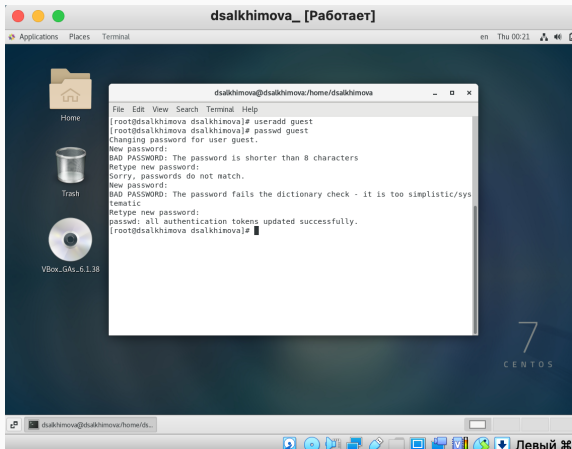 dsalkhimova_ [Работает]
Applications Places Terminal en Thu 00:21
dsalkhimova@dsalkhimova:/home/dsalkhimova
File Edit View Search Terminal Help
[root@dsalkhimova dsalkhimova]# useradd guest
[root@dsalkhimova dsalkhimova]# passwd guest
Changing password for user guest.
New password:
BAD PASSWORD: The password is shorter than 8 characters
Retype new password:
Sorry, passwords do not match.
New password:
BAD PASSWORD: The password fails the dictionary check - it is too simplistic/sys
tematic
Retype new password:
passwd: all authentication tokens updated successfully.
[root@dsalkhimova dsalkhimova]#
Home
Trash
VBox_GAs_6.1.38
7
CENTOS
dsalkhimova@dsalkhimova:/home/ds...
Левый ⌘